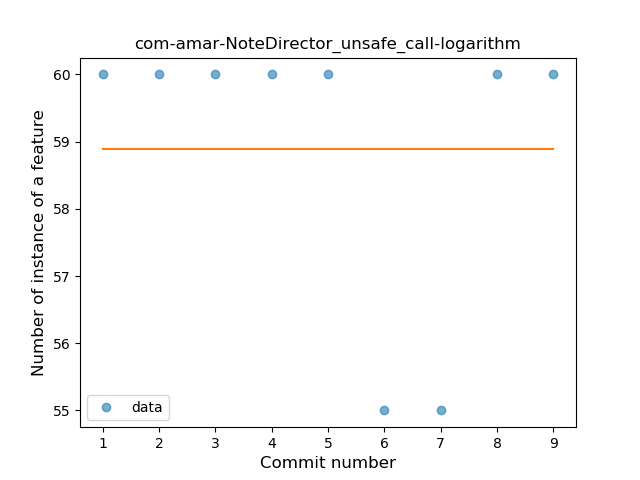 com-amar-NoteDirector_unsafe_call-logarithm
Number of instance of a feature
60
59
58
57
56
55
data
1 2 3 4 5 6 7 8 9
Commit number